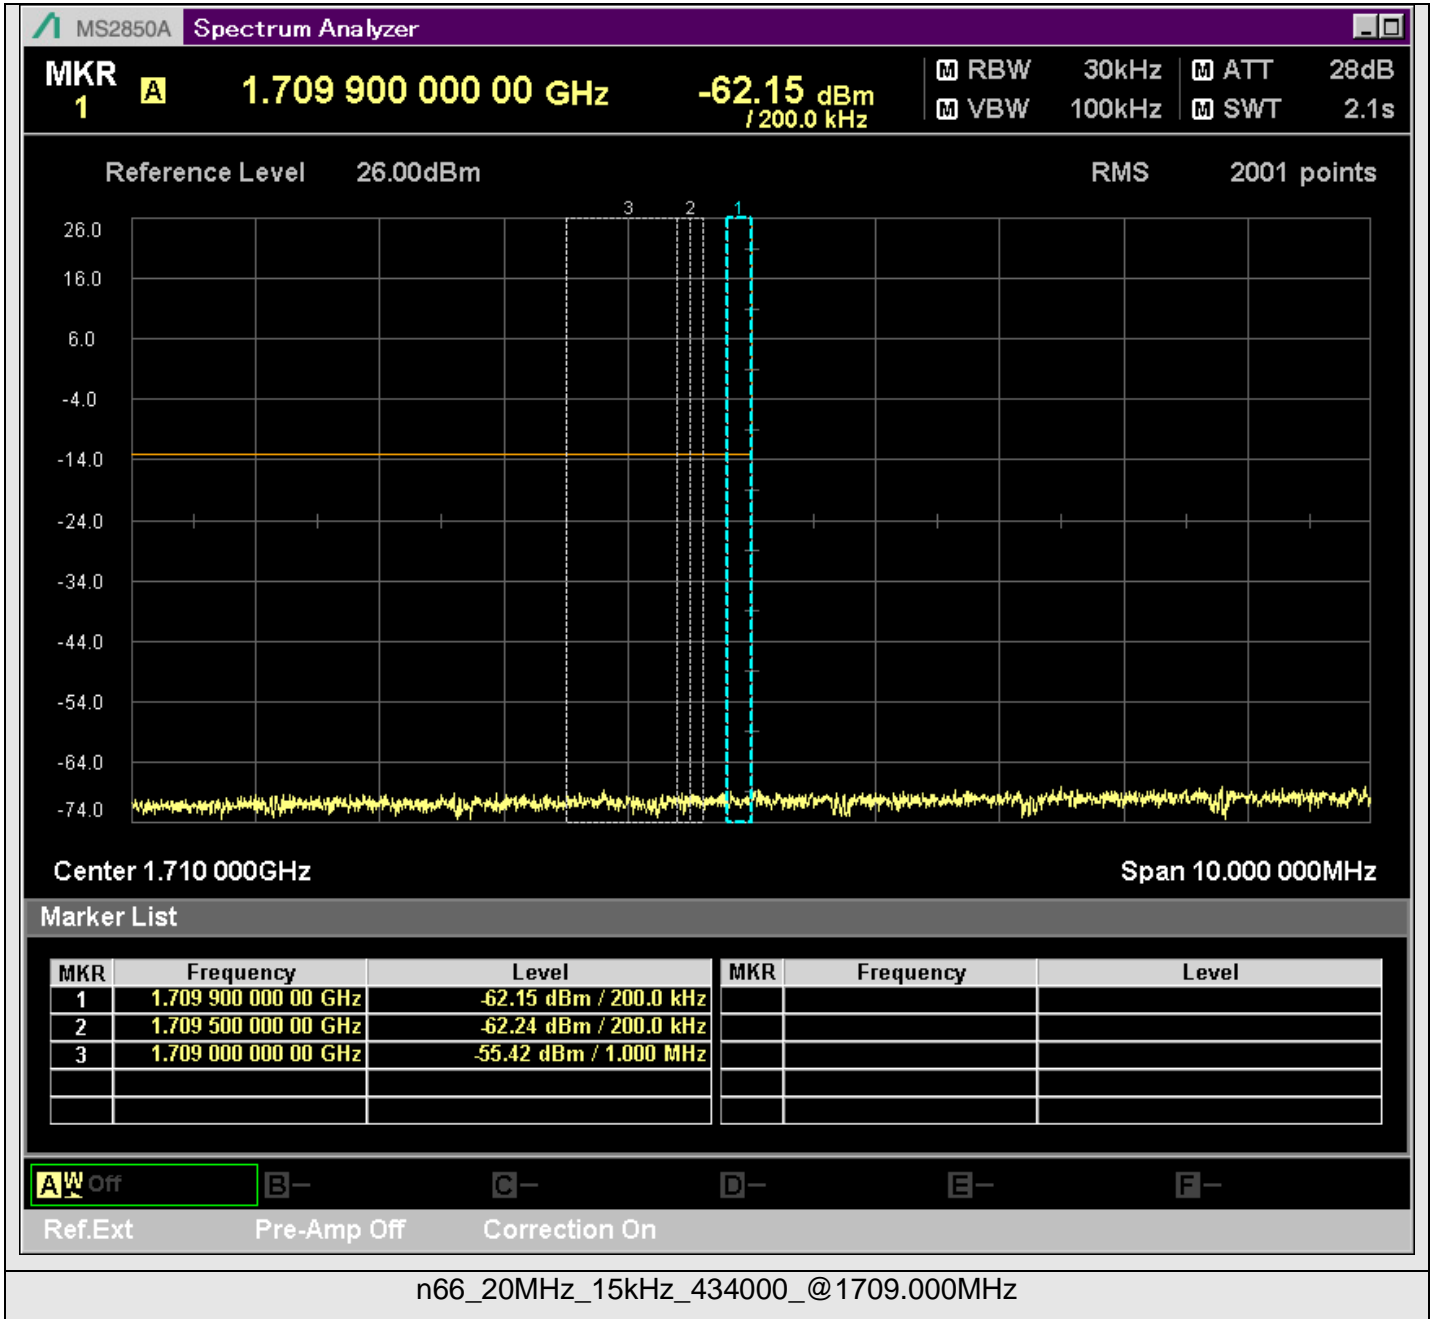 MS2850A Spectrum Analyzer
MKR 1 A 1.709 900 000 00 GHz -62.15 dBm / 200.0 kHz
M RBW 30kHz M ATT 28dB
M VBW 100kHz M SWT 2.1s
Reference Level 26.00dBm RMS 2001 points
3 2 1
26.0
16.0
6.0
-4.0
-14.0
-24.0
-34.0
-44.0
-54.0
-64.0
-74.0
Center 1.710 000GHz Span 10.000 000MHz
Marker List
MKR Frequency Level MKR Frequency Level
1 1.709 900 000 00 GHz -62.15 dBm / 200.0 kHz
2 1.709 500 000 00 GHz -62.24 dBm / 200.0 kHz
3 1.709 000 000 00 GHz -55.42 dBm / 1.000 MHz
A W Off B— C— D— E— F—
Ref.Ext Pre-Amp Off Correction On
n66_20MHz_15kHz_434000_@1709.000MHz